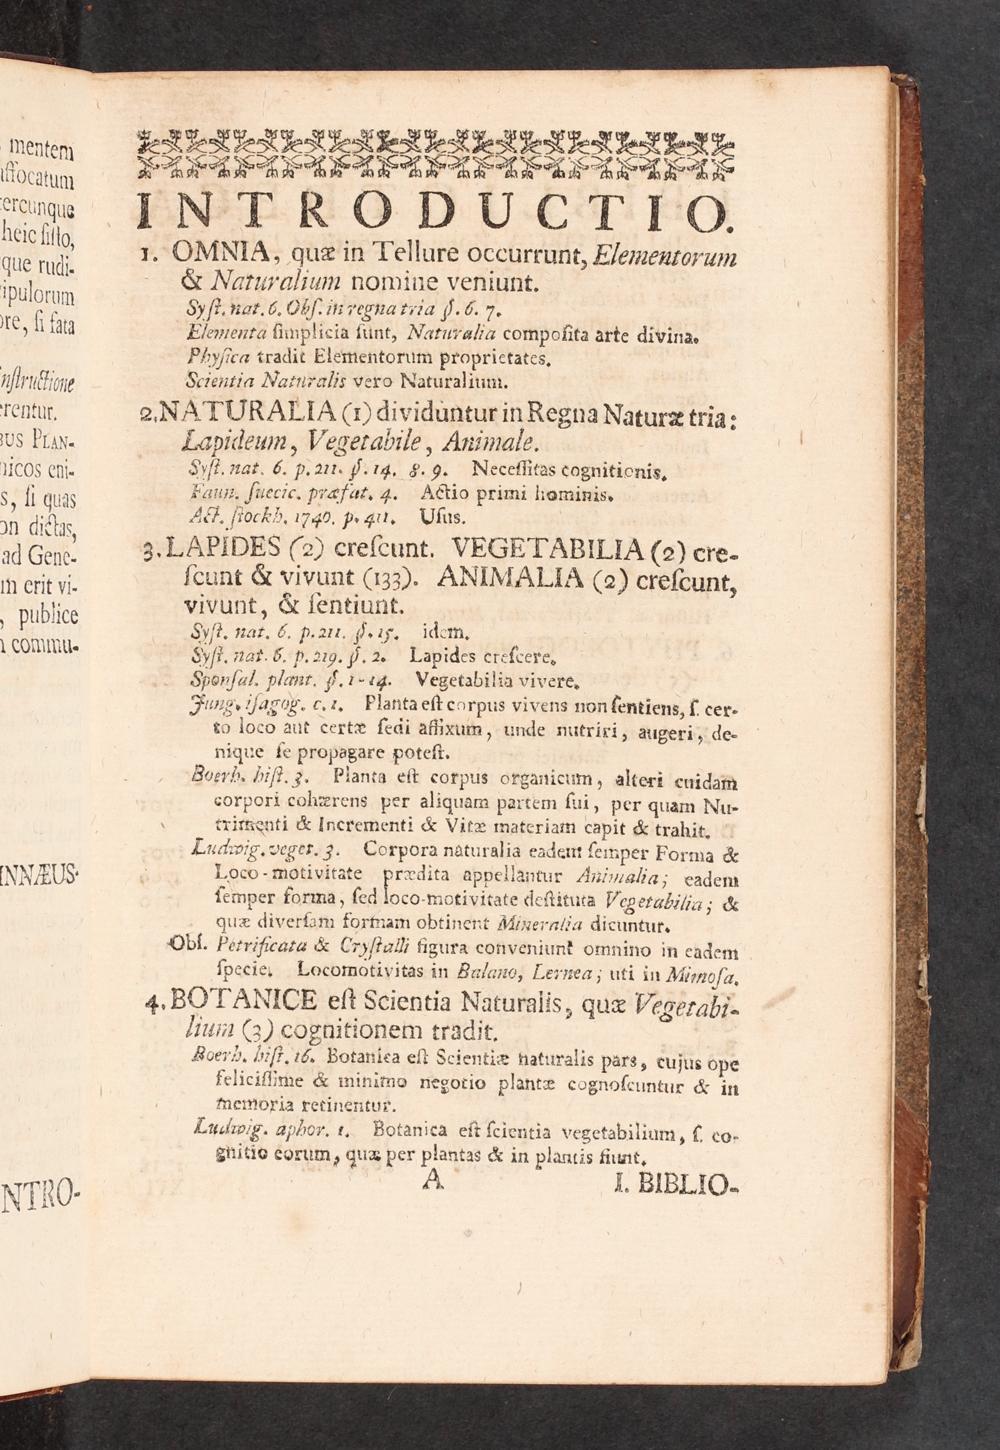 mentem
ffocatum
ercunque
heic sisto,
que rudi-
ipulorum
ore, si fata
nstructione
erentur.
BUS PLAN-
nicos eni-
s, si quas
on dictas,
ad Gene-
m erit vi-
, publice
commu-
INNÆUS.
NTRO-
INTRODUCTIO.
1. OMNIA, quæ in Tellure occurrunt, Elementorum
& Naturalium nomine veniunt.
Syſt. nat. 6. Obſ. in regna tria §. 6. 7.
Elementa ſimplicia ſunt, Naturalia compoſita arte divina.
Phyſica tradit Elementorum proprietates.
Scientia Naturalis vero Naturalium.
2. NATURALIA (1) dividuntur in Regna Naturæ tria:
Lapideum, Vegetabile, Animale.
Syſt. nat. 6. p. 211. §. 14. 8. 9. Neceſſitas cognitionis.
Faun. ſuecic. præfat. 4. Actio primi hominis.
Act. ſtockh. 1740. p. 411. Uſus.
3. LAPIDES (2) creſcunt. VEGETABILIA (2) cre-
ſcunt & vivunt (133). ANIMALIA (2) creſcunt,
vivunt, & ſentiunt.
Syſt. nat. 6. p. 211. §. 15. idem.
Syſt. nat. 6. p. 219. §. 2. Lapides creſcere.
Sponſal. plant. §. 1-14. Vegetabilia vivere.
Jung. iſagog. c. 1. Planta eſt corpus vivens non ſentiens, ſ. cer-
to loco aut certæ ſedi affixum, unde nutriri, augeri, de-
nique ſe propagare poteſt.
Boerh. hiſt. 3. Planta eſt corpus organicum, alteri cuidam
corpori cohærens per aliquam partem ſui, per quam Nu-
trimenti & Incrementi & Vitæ materiam capit & trahit.
Ludwig. veget. 3. Corpora naturalia eadem ſemper Forma &
Loco-motivitate prædita appellantur Animalia; eadem
ſemper forma, ſed loco-motivitate deſtituta Vegetabilia; &
quæ diverſam formam obtinent Mineralia dicuntur.
Obſ. Petrificata & Cryſtalli figura conveniunt omnino in eadem
ſpecie. Locomotivitas in Balano, Lernea; uti in Mimoſa.
4. BOTANICE eſt Scientia Naturalis, quæ Vegetabi-
lium (3) cognitionem tradit.
Boerh. hiſt. 16. Botanica eſt Scientiæ naturalis pars, cujus ope
feliciſſime & minimo negotio plantæ cognoſcuntur & in
memoria retinentur.
Ludwig. aphor. 1. Botanica eſt ſcientia vegetabilium, ſ. co-
gnitio eorum, quæ per plantas & in plantis fiunt.
A I. BIBLIO-